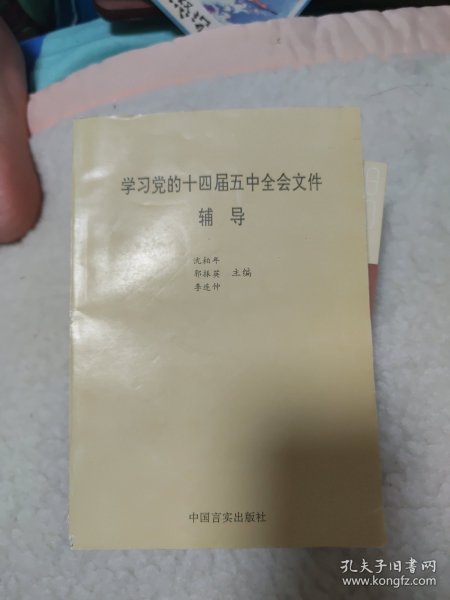 学习党的十四届五中全会文件
辅导
沈柏年
郭振英 主编
李连仲
中国言实出版社
孔夫子旧书网
www.kongfz.com